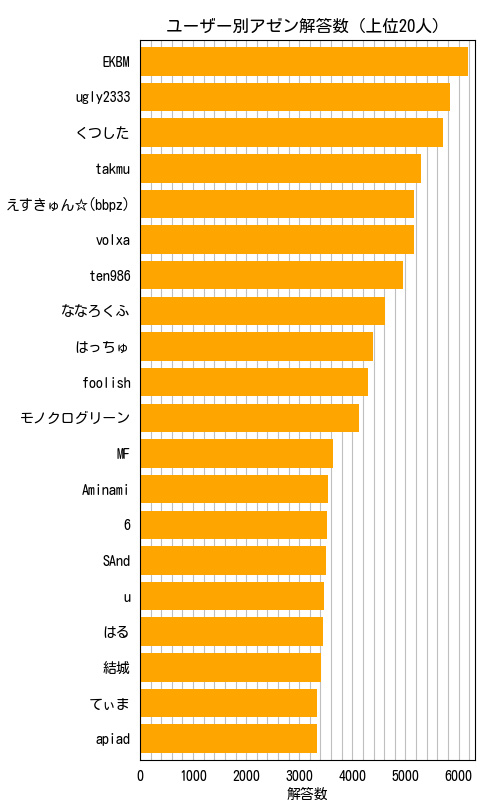 ユーザー別アゼン解答数 (上位20人)
EKBM
ugly2333
くつした
takmu
えすきゅん☆(bbpz)
volxa
ten986
ななろくふ
はっちゅ
foolish
モノクログリーン
MF
Aminami
6
SAnd
u
はる
結城
てぃま
apiad
0 1000 2000 3000 4000 5000 6000
解答数